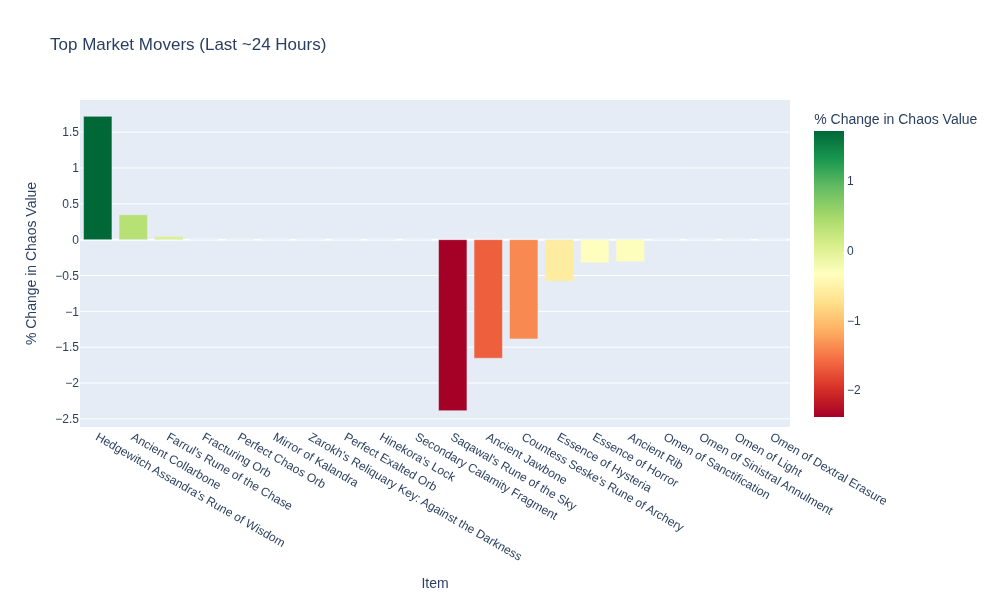 Top Market Movers (Last ~24 Hours)
% Change in Chaos Value
1.5
1
0.5
0
−0.5
−1
−1.5
−2
−2.5
Hedgewitch Assandra's Rune of Wisdom
Ancient Collarbone
Farrul's Rune of the Chase
Fracturing Orb
Perfect Chaos Orb
Mirror of Kalandra
Zarokh's Reliquary Key: Against the Darkness
Perfect Exalted Orb
Hinekora's Lock
Secondary Calamity Fragment
Saqawal's Rune of the Sky
Ancient Jawbone
Countess Seske's Rune of Archery
Essence of Hysteria
Essence of Horror
Ancient Rib
Omen of Sanctification
Omen of Sinistral Annulment
Omen of Light
Omen of Dextral Erasure
Item
% Change in Chaos Value
1
0
−1
−2